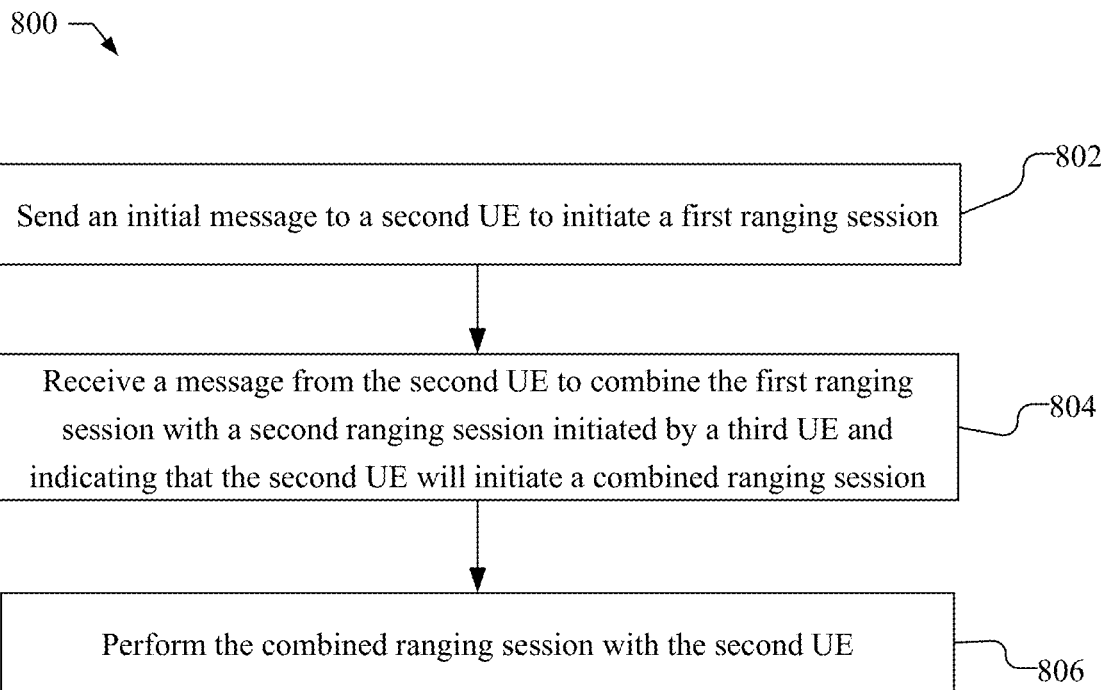 800
802
Send an initial message to a second UE to initiate a first ranging session
Receive a message from the second UE to combine the first ranging
session with a second ranging session initiated by a third UE and
indicating that the second UE will initiate a combined ranging session
804
Perform the combined ranging session with the second UE
806